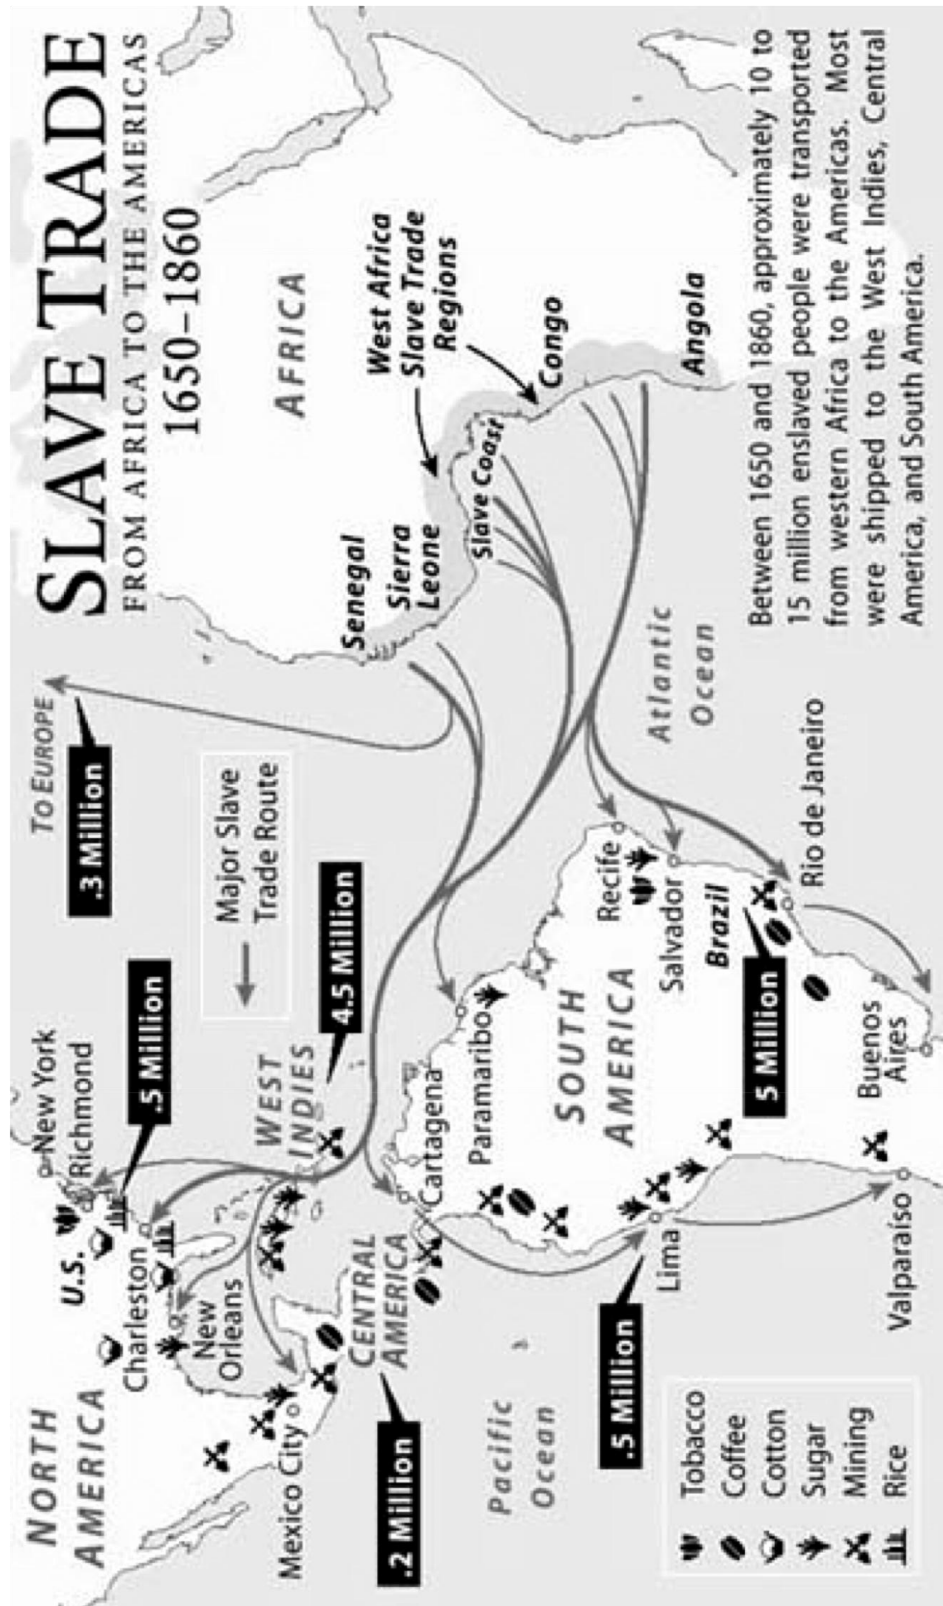 SLAVE TRADE
FROM AFRICA TO THE AMERICAS
1650–1860
NORTH
AMERICA
U.S.
New York
Richmond
Charleston
New
Orleans
Mexico City
.5 Million
TO EUROPE
.3 Million
Major Slave
Trade Route
WEST
INDIES
4.5 Million
CENTRAL
AMERICA
.2 Million
AFRICA
Senegal
Sierra
Leone
West Africa
Slave Trade
Regions
Slave Coast
Congo
Angola
Atlantic
Ocean
Pacific
Ocean
Cartagena
Paramaribo
SOUTH
AMERICA
Recife
Salvador
Brazil
5 Million
Rio de Janeiro
Lima
.5 Million
Buenos
Aires
Valparaíso
Tobacco
Coffee
Cotton
Sugar
Mining
Rice
Between 1650 and 1860, approximately 10 to
15 million enslaved people were transported
from western Africa to the Americas. Most
were shipped to the West Indies, Central
America, and South America.